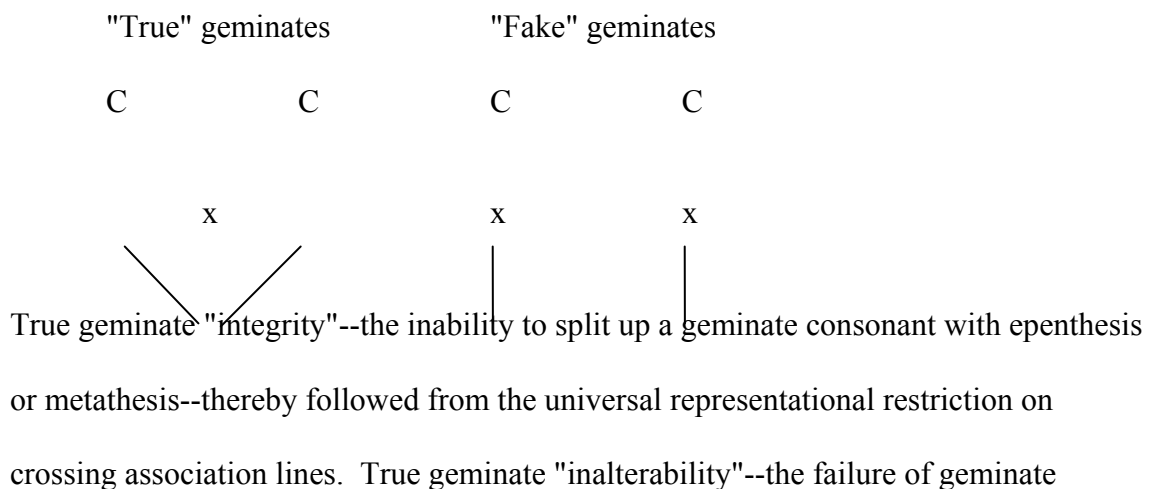 "True" geminates "Fake" geminates
C C C C
x x x
True geminate "integrity"--the inability to split up a geminate consonant with epenthesis
or metathesis--thereby followed from the universal representational restriction on
crossing association lines. True geminate "inalterability"--the failure of geminate